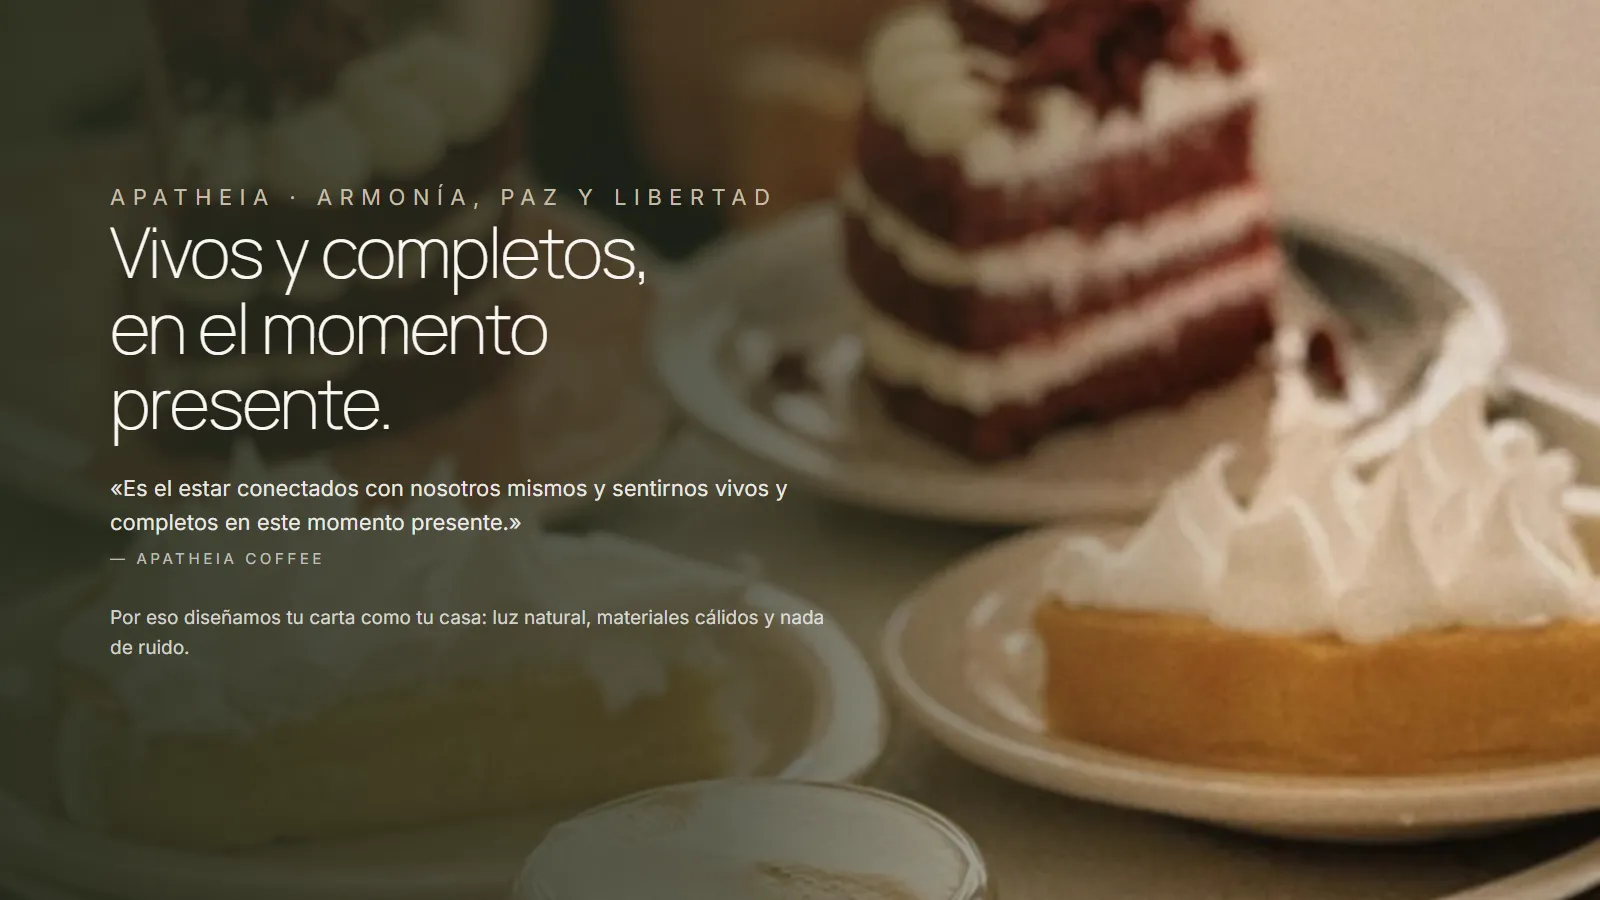 APATHEIA · ARMONÍA, PAZ Y LIBERTAD
Vivos y completos,
en el momento
presente.
«Es el estar conectados con nosotros mismos y sentirnos vivos y
completos en este momento presente.»
— APATHEIA COFFEE
Por eso diseñamos tu carta como tu casa: luz natural, materiales cálidos y nada
de ruido.